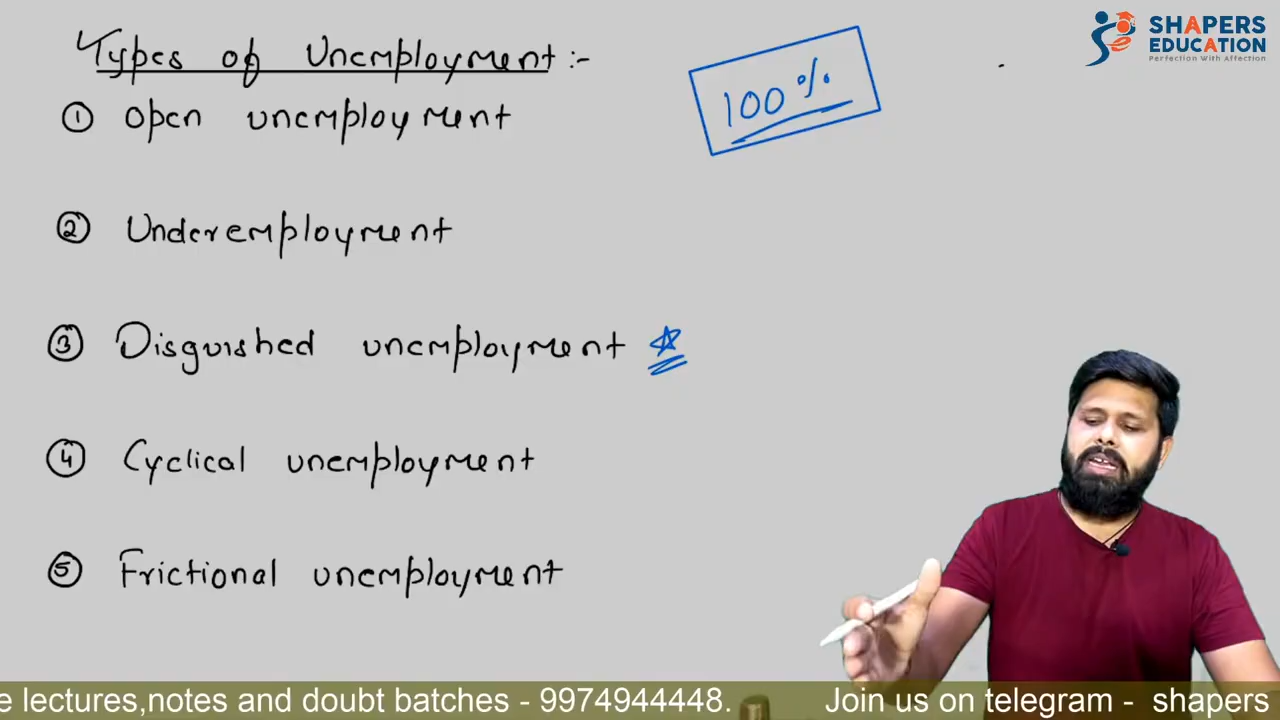 Types of Unemployment :-
100%
① Open unemployment
② Underemployment
③ Disguished unemployment
④ Cyclical unemployment
⑤ Frictional unemployment
SHAPERS
EDUCATION
Perfection With Affection
e lectures,notes and doubt batches - 9974944448.
Join us on telegram - shapers